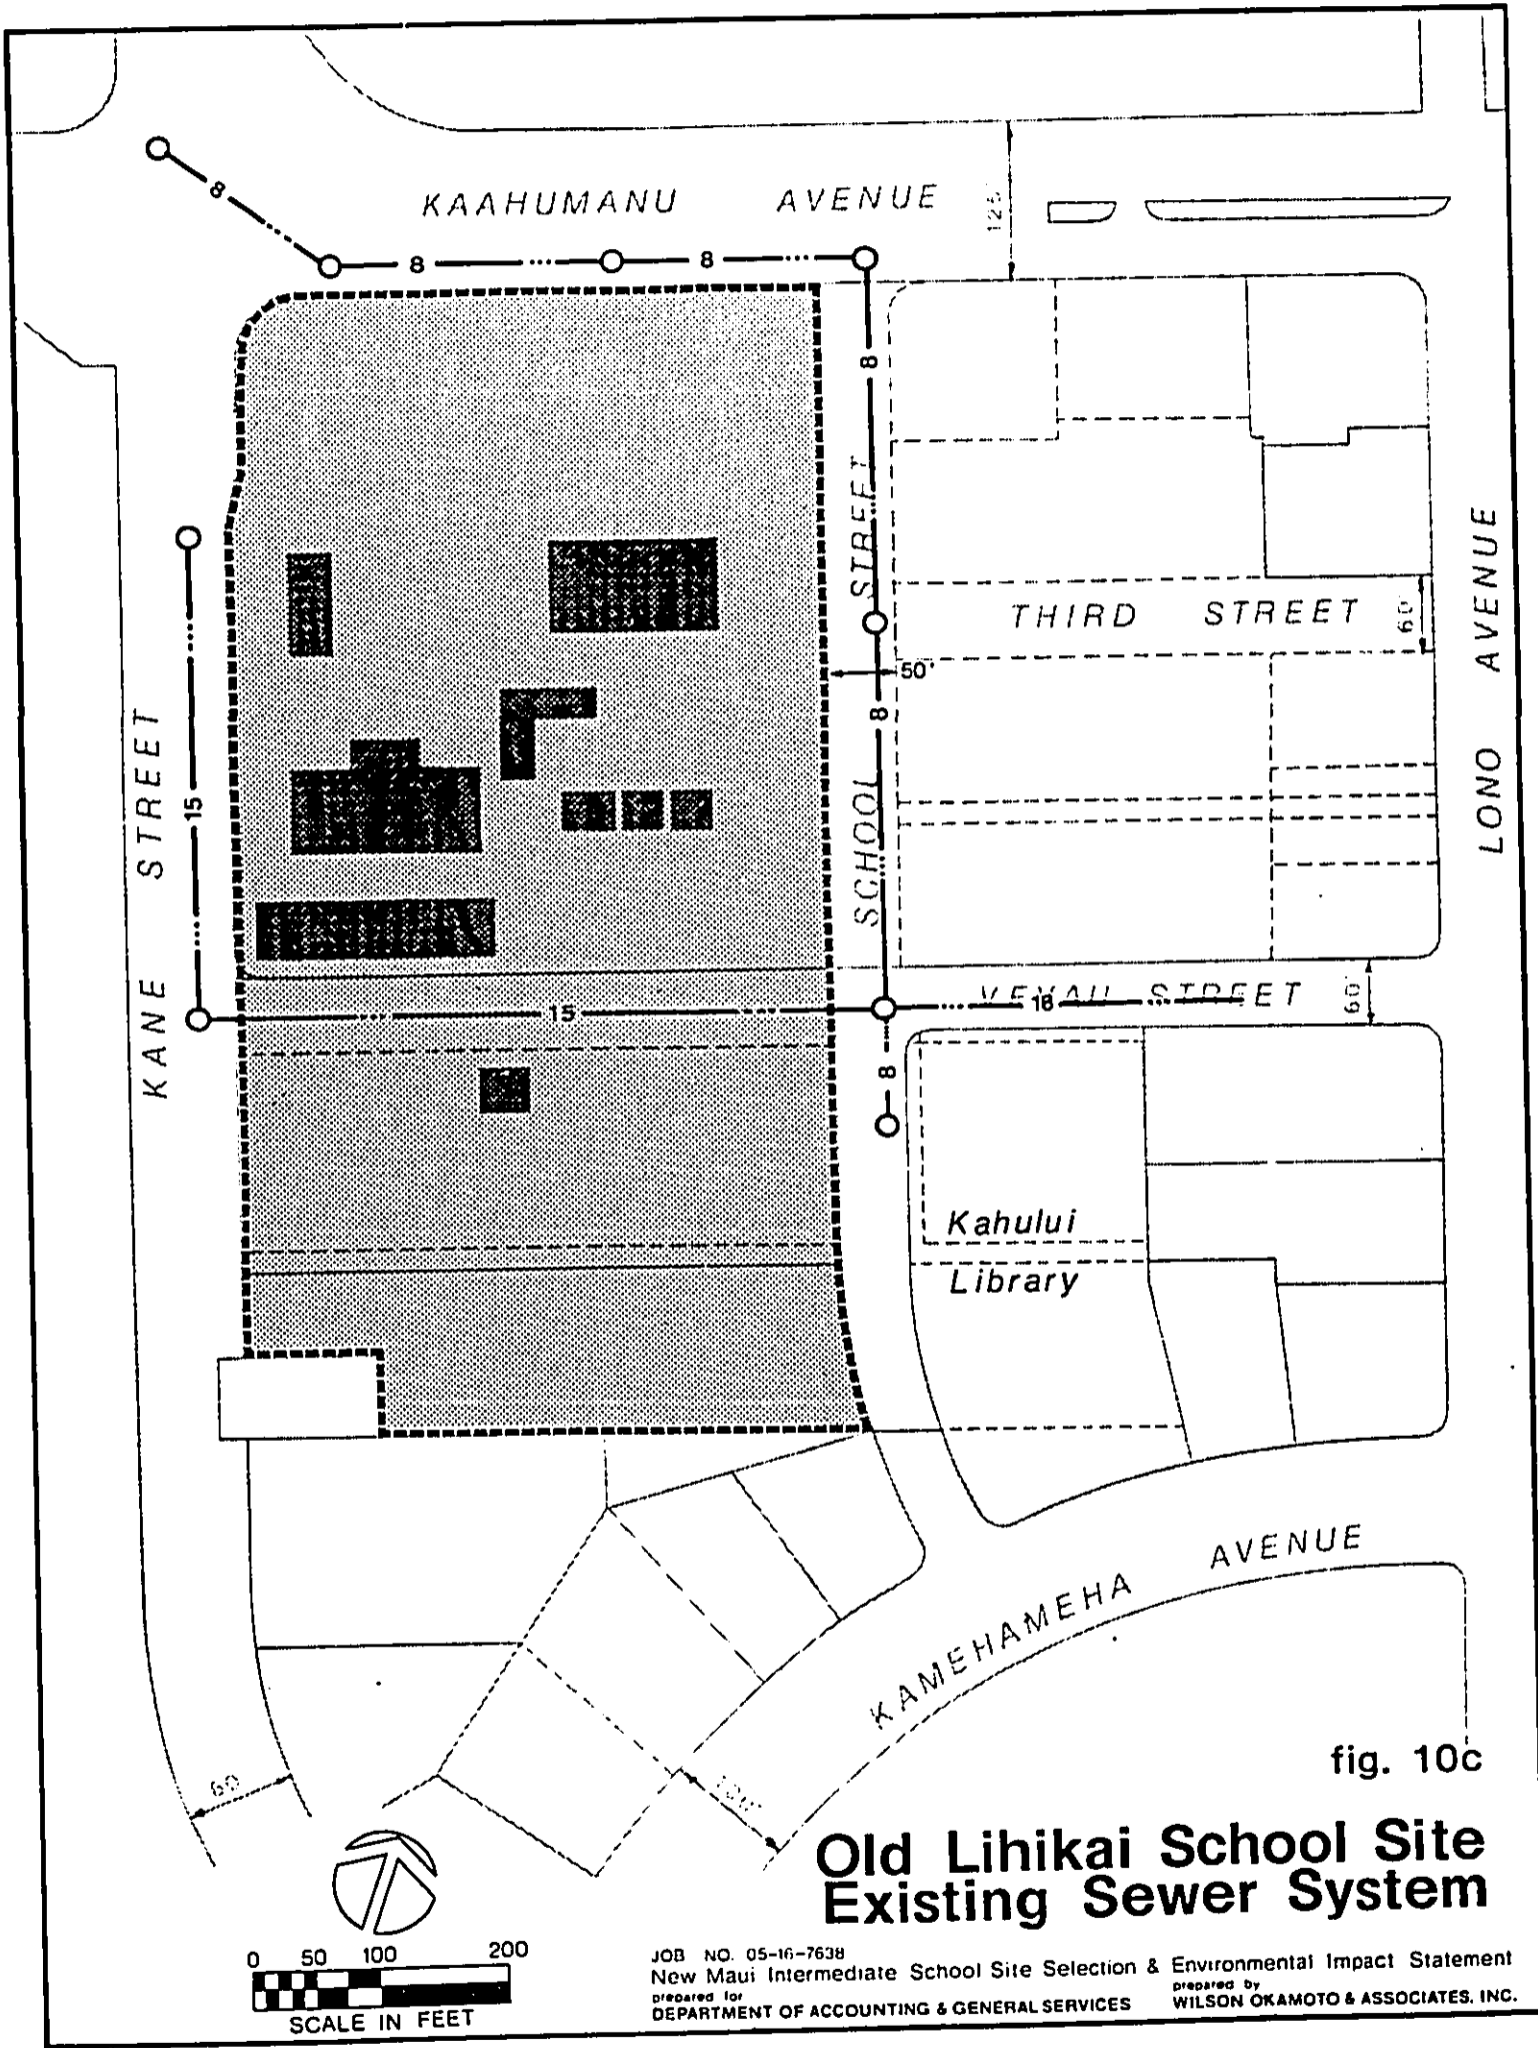 KAAHUMANU AVENUE
125'
8
8
8
8
8
8
15
15
18
50'
60'
60'
60'
KANE STREET
SCHOOL STREET
THIRD STREET
LONO AVENUE
STREET
Kahului
Library
KAMEHAMEHA AVENUE
fig. 10c
Old Lihikai School Site
Existing Sewer System
0 50 100 200
SCALE IN FEET
JOB NO. 05-16-7638
New Maui Intermediate School Site Selection & Environmental Impact Statement
prepared for
DEPARTMENT OF ACCOUNTING & GENERAL SERVICES
prepared by
WILSON OKAMOTO & ASSOCIATES, INC.